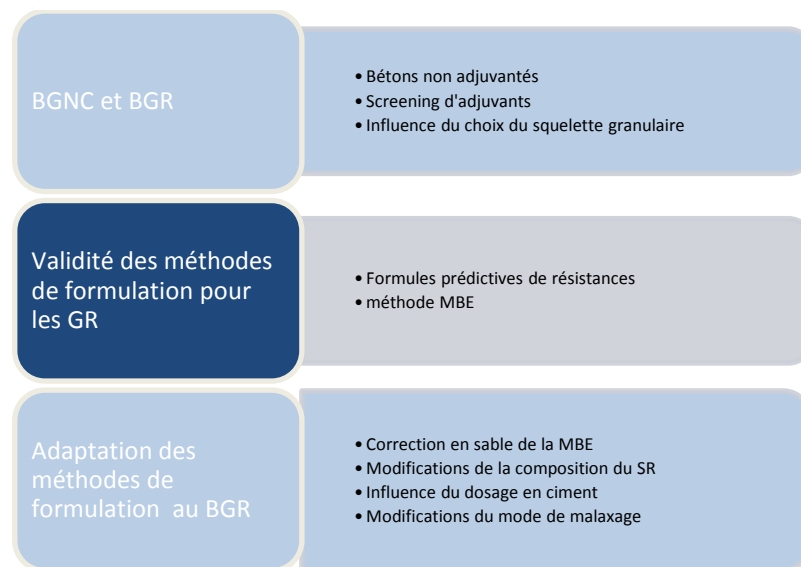 BGNC et BGR
• Bétons non adjuvantés
• Screening d'adjuvants
• Influence du choix du squelette granulaire
Validité des méthodes
de formulation pour
les GR
• Formules prédictives de résistances
• méthode MBE
Adaptation des
méthodes de
formulation au BGR
• Correction en sable de la MBE
• Modifications de la composition du SR
• Influence du dosage en ciment
• Modifications du mode de malaxage